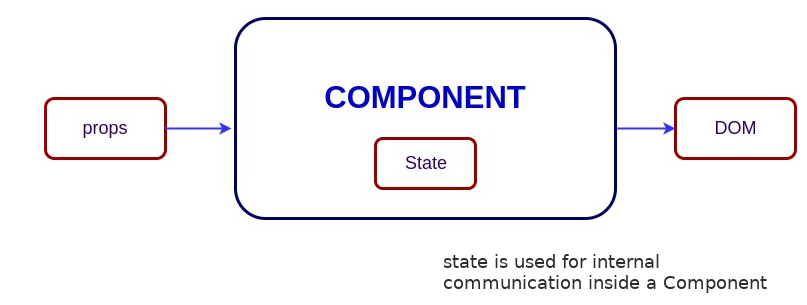 COMPONENT
props
State
DOM
state is used for internal
communication inside a Component